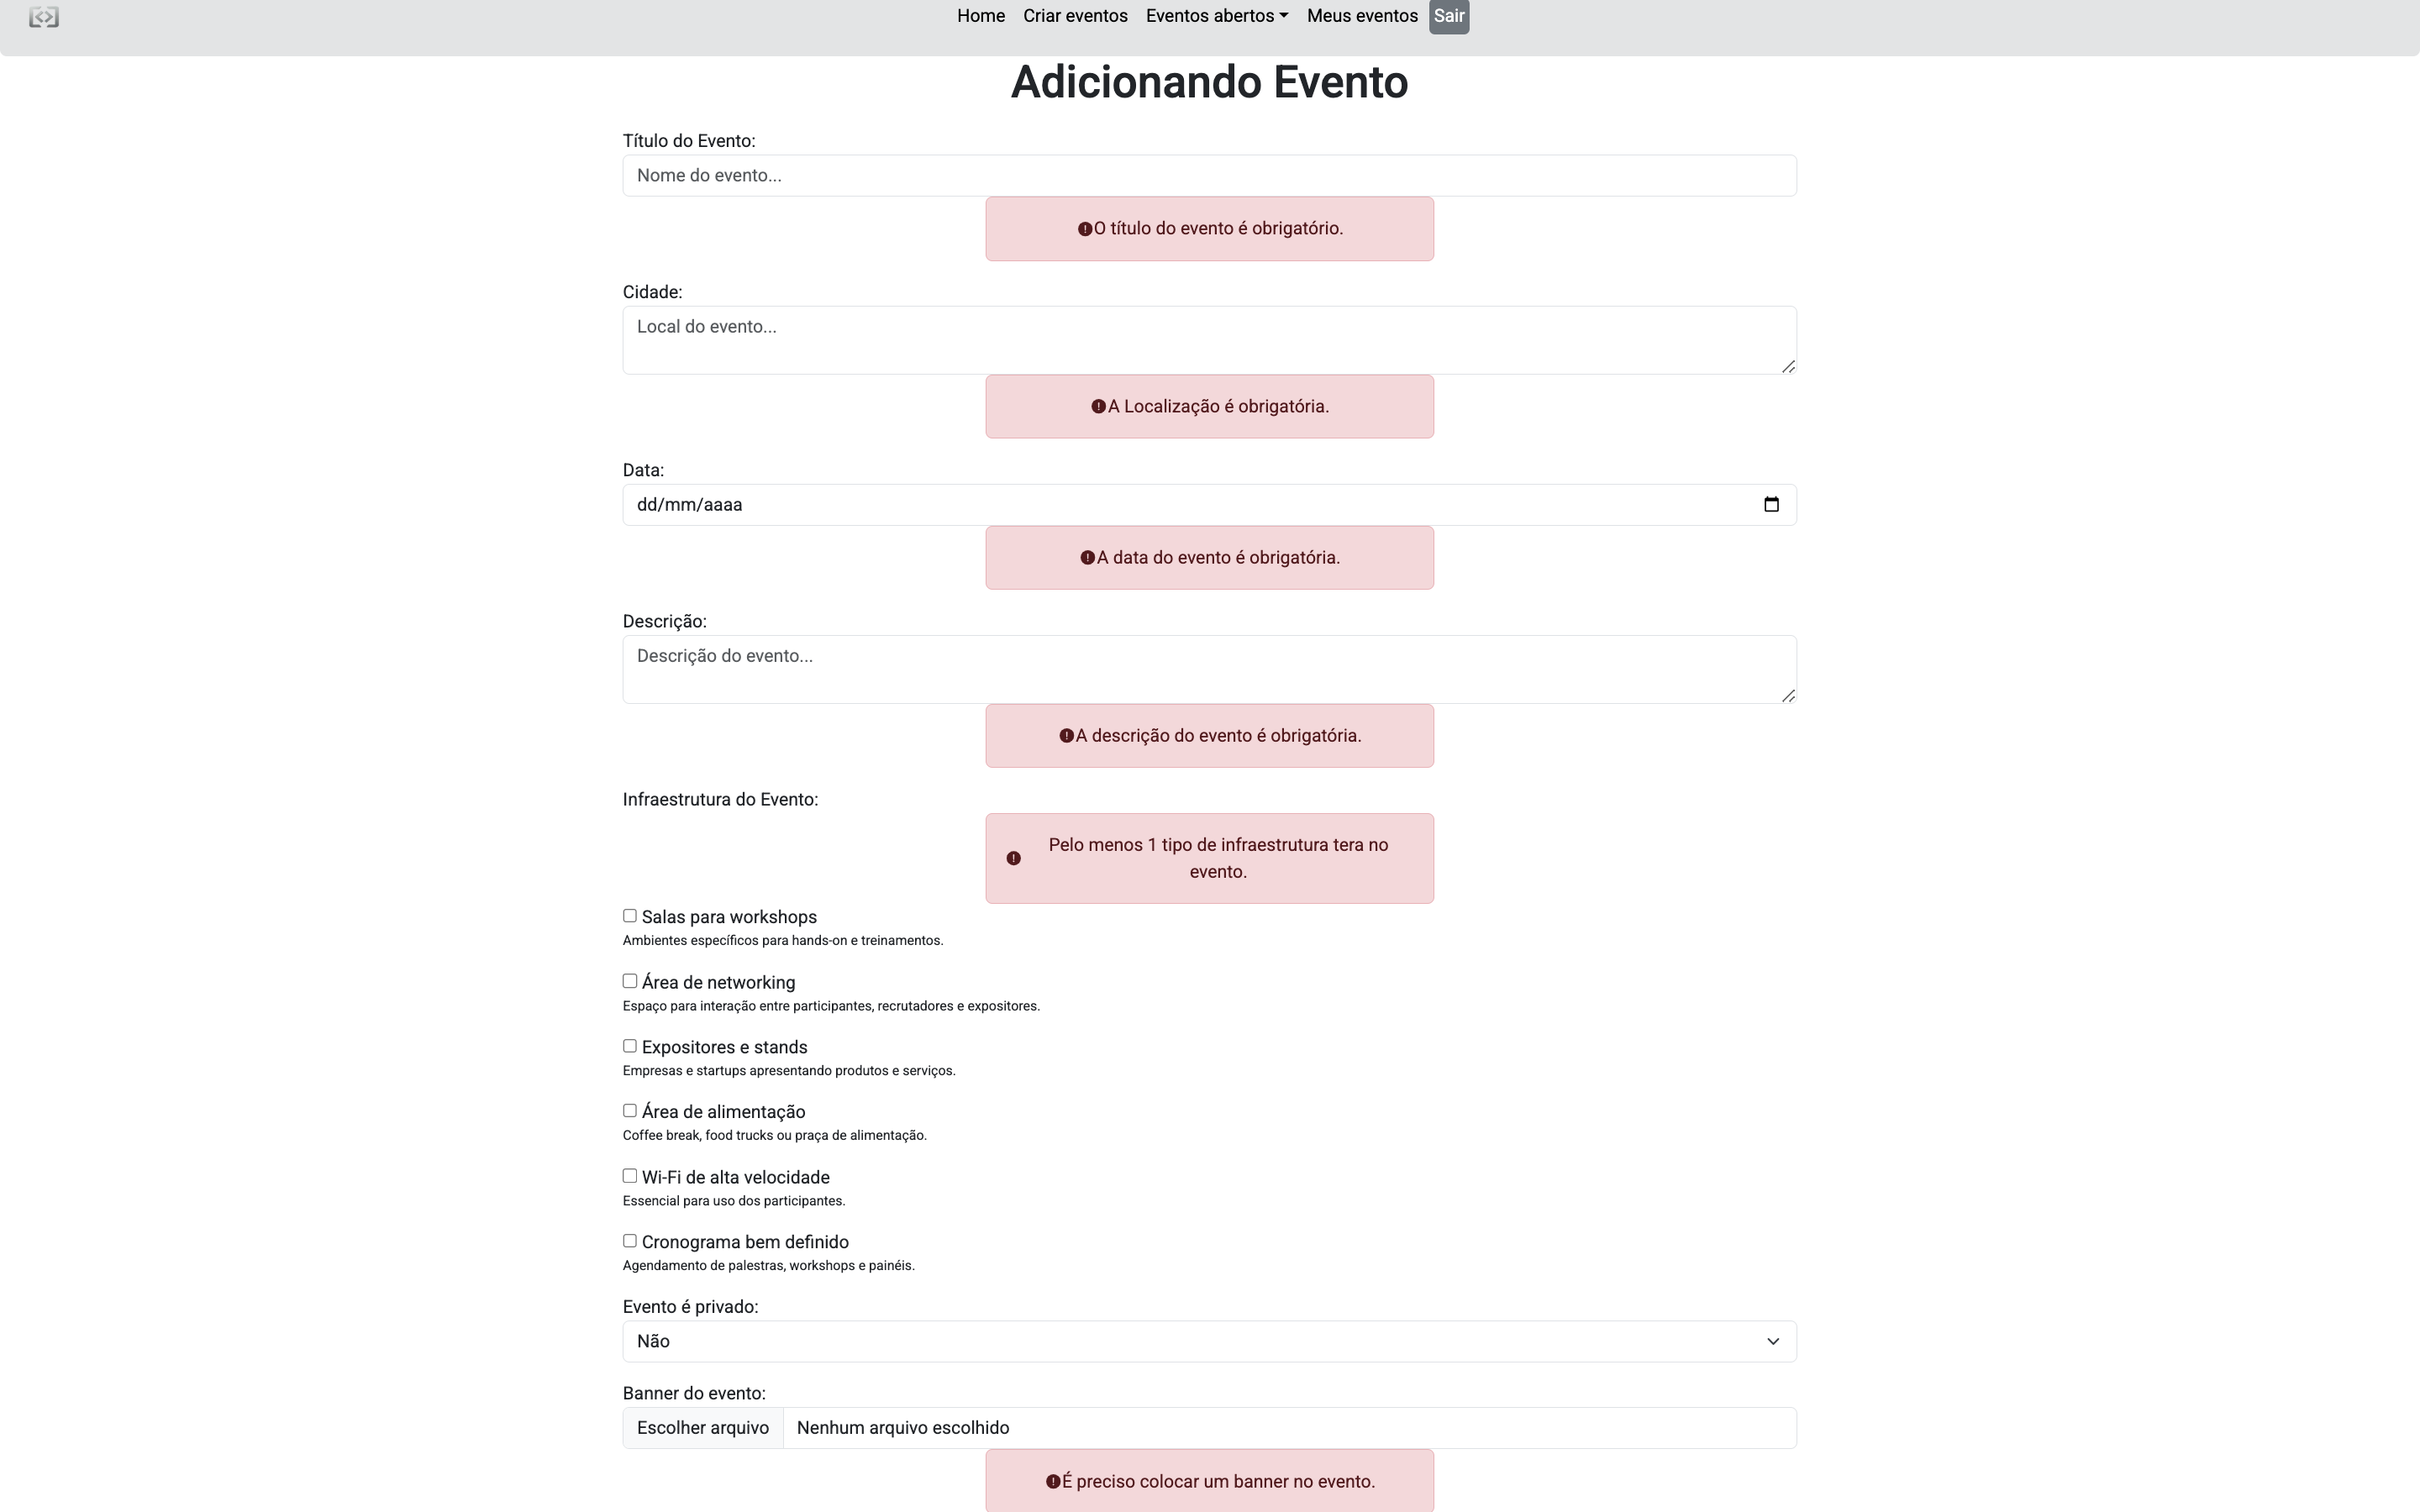 Home Criar eventos Eventos abertos Meus eventos Sair
Adicionando Evento
Título do Evento:
Nome do evento...
O título do evento é obrigatório.
Cidade:
Local do evento...
A Localização é obrigatória.
Data:
dd/mm/aaaa
A data do evento é obrigatória.
Descrição:
Descrição do evento...
A descrição do evento é obrigatória.
Infraestrutura do Evento:
Pelo menos 1 tipo de infraestrutura tera no
evento.
Salas para workshops
Ambientes específicos para hands-on e treinamentos.
Área de networking
Espaço para interação entre participantes, recrutadores e expositores.
Expositores e stands
Empresas e startups apresentando produtos e serviços.
Área de alimentação
Coffee break, food trucks ou praça de alimentação.
Wi-Fi de alta velocidade
Essencial para uso dos participantes.
Cronograma bem definido
Agendamento de palestras, workshops e painéis.
Evento é privado:
Não
Banner do evento:
Escolher arquivo Nenhum arquivo escolhido
É preciso colocar um banner no evento.